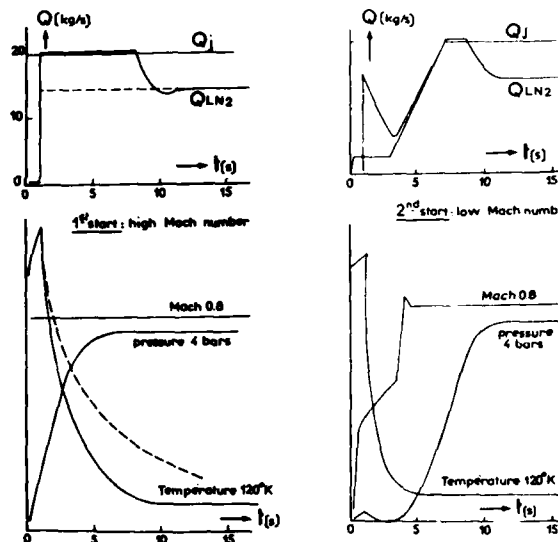 Q (kg/s)
Qj
20
QLN2
10
t(s)
0
0 5 10 15
1st start: high Mach number
Mach 0.8
pressure 4 bars
Temperature 120°K
0 5 10 15
t(s)
Q (kg/s)
Qj
QLN2
t(s)
0 5 10 15
2nd start: low Mach numb
Mach 0.8
pressure
4 bars
Temperature 120°K
t(s)
0 5 10 15